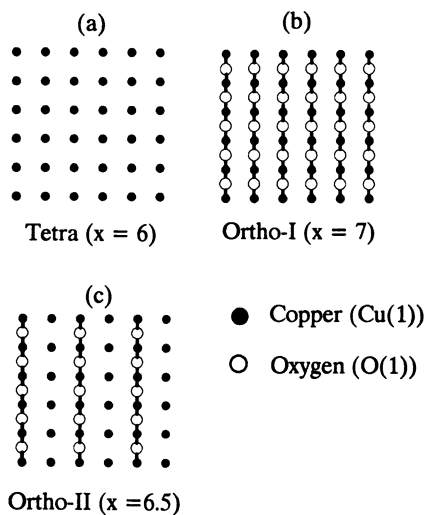 (a)
Tetra (x = 6)
(b)
Ortho-I (x = 7)
(c)
Ortho-II (x =6.5)
Copper (Cu(1))
Oxygen (O(1))